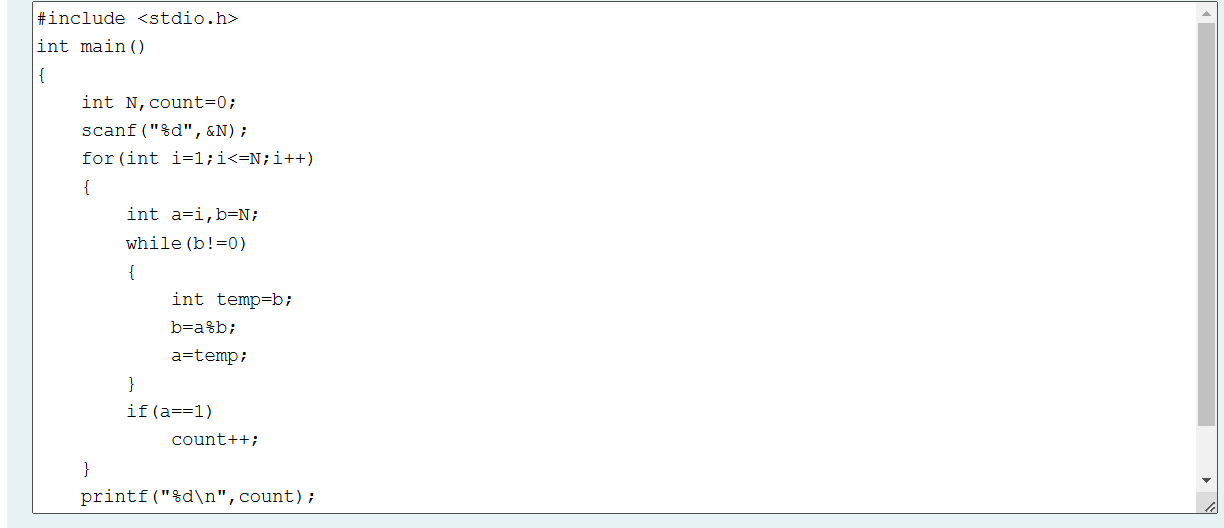 #include <stdio.h>
int main()
{
    int N,count=0;
    scanf("%d",&N);
    for(int i=1;i<=N;i++)
    {
        int a=i,b=N;
        while(b!=0)
        {
            int temp=b;
            b=a%b;
            a=temp;
        }
        if(a==1)
            count++;
    }
    printf("%d\n",count);